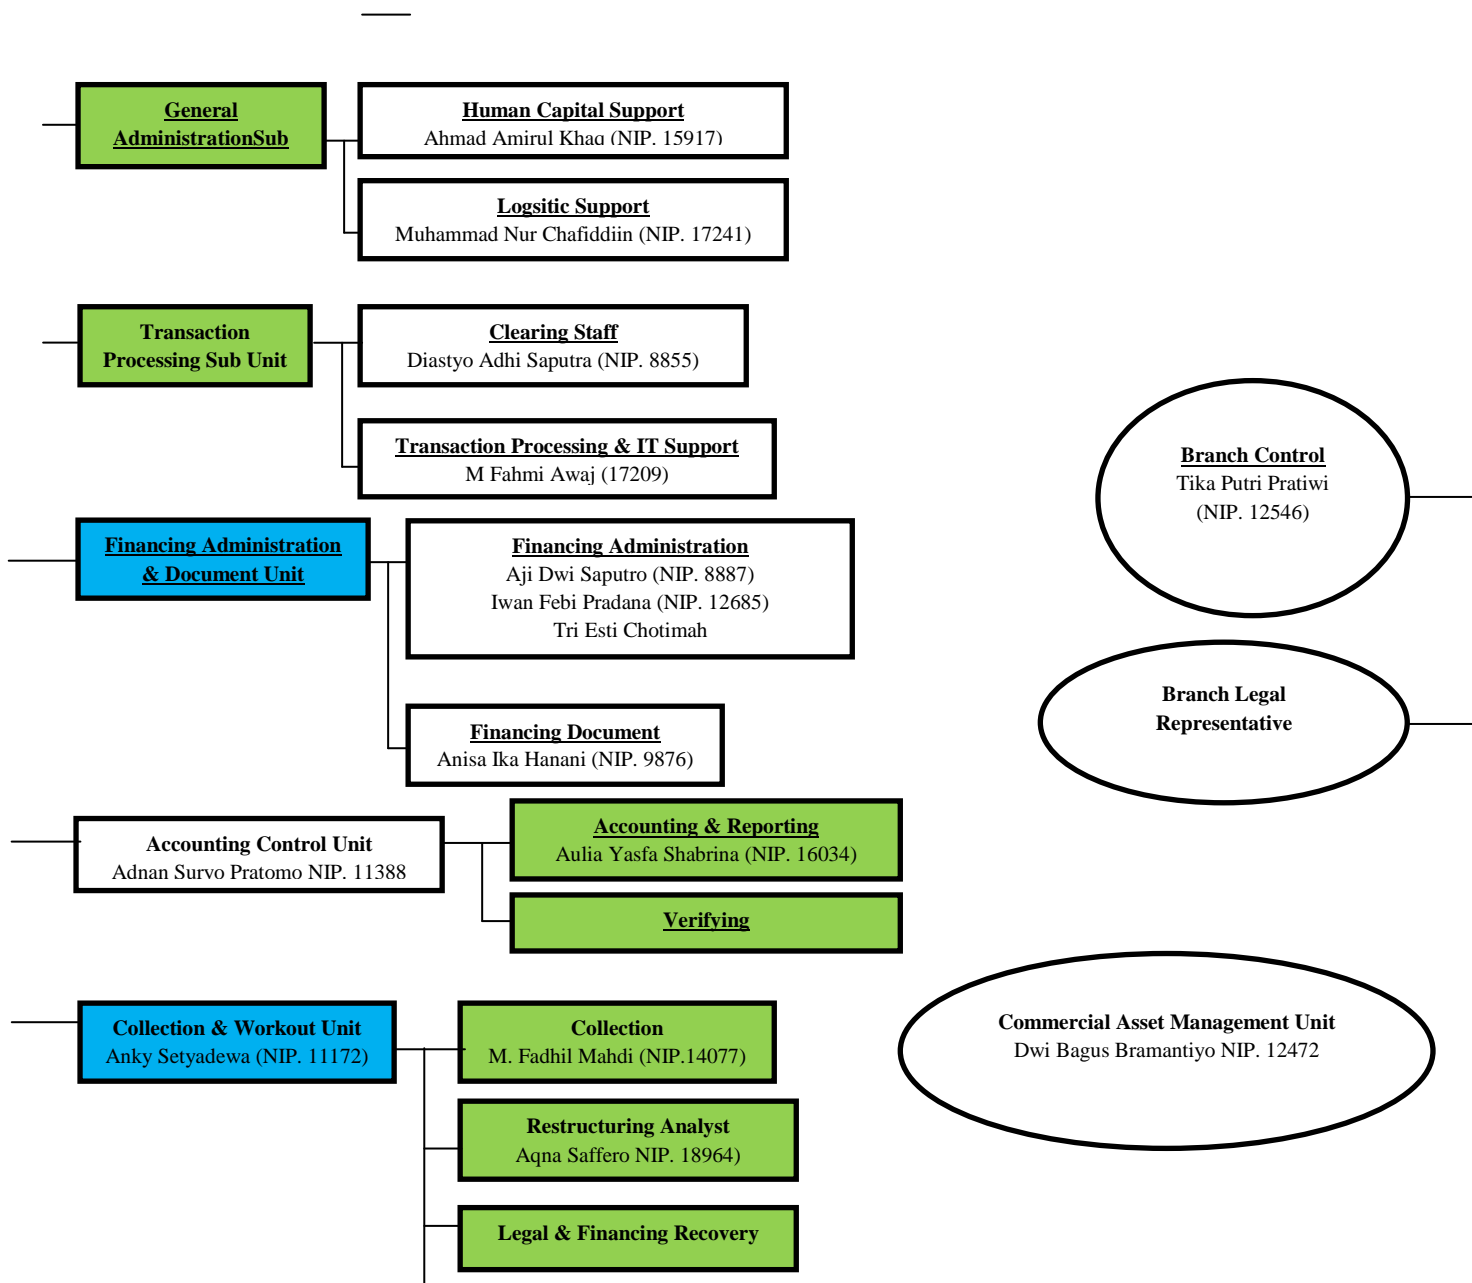 General
AdministrationSub
Human Capital Support
Ahmad Amirul Khaq (NIP. 15917)
Logsitic Support
Muhammad Nur Chafiddiin (NIP. 17241)
Transaction
Processing Sub Unit
Clearing Staff
Diastyo Adhi Saputra (NIP. 8855)
Transaction Processing & IT Support
M Fahmi Awaj (17209)
Branch Control
Tika Putri Pratiwi
(NIP. 12546)
Financing Administration
& Document Unit
Financing Administration
Aji Dwi Saputro (NIP. 8887)
Iwan Febi Pradana (NIP. 12685)
Tri Esti Chotimah
Branch Legal
Representative
Financing Document
Anisa Ika Hanani (NIP. 9876)
Accounting Control Unit
Adnan Survo Pratomo NIP. 11388
Accounting & Reporting
Aulia Yasfa Shabrina (NIP. 16034)
Verifying
Collection & Workout Unit
Anky Setyadewa (NIP. 11172)
Collection
M. Fadhil Mahdi (NIP.14077)
Commercial Asset Management Unit
Dwi Bagus Bramantiyo NIP. 12472
Restructuring Analyst
Aqna Saffero NIP. 18964)
Legal & Financing Recovery